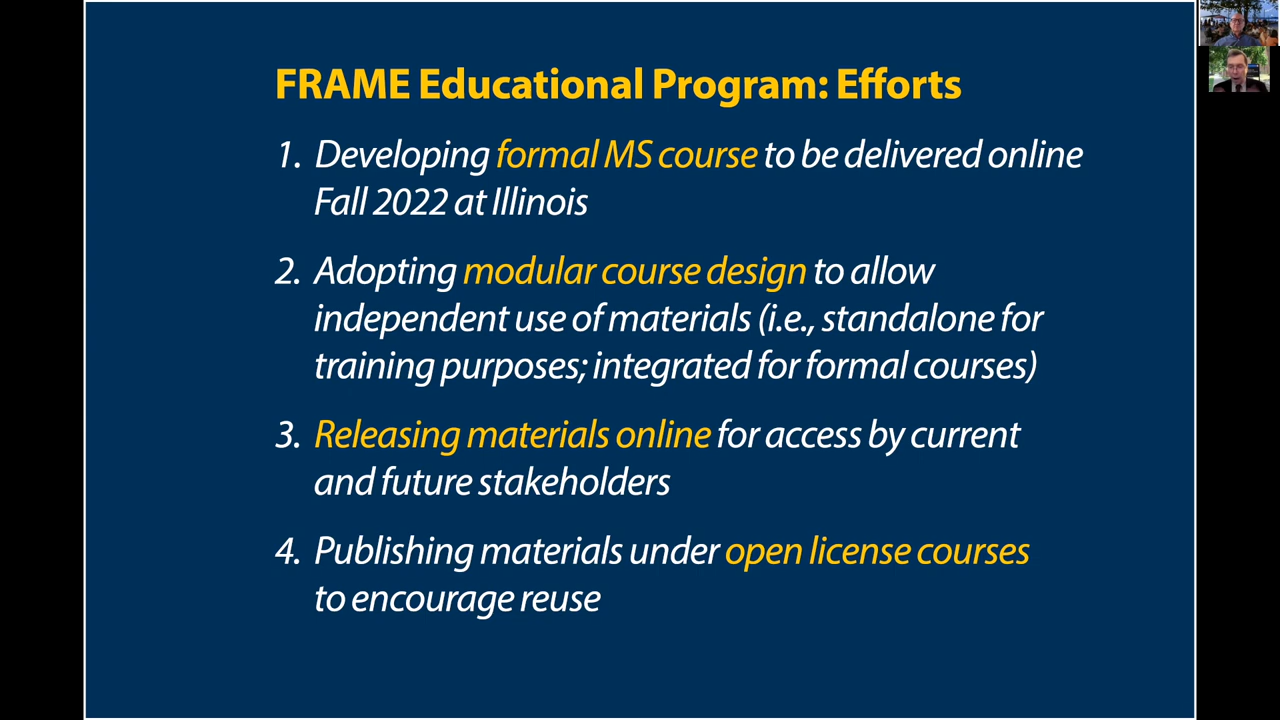 FRAME Educational Program: Efforts
1. Developing formal MS course to be delivered online
Fall 2022 at Illinois
2. Adopting modular course design to allow
independent use of materials (i.e., standalone for
training purposes; integrated for formal courses)
3. Releasing materials online for access by current
and future stakeholders
4. Publishing materials under open license courses
to encourage reuse